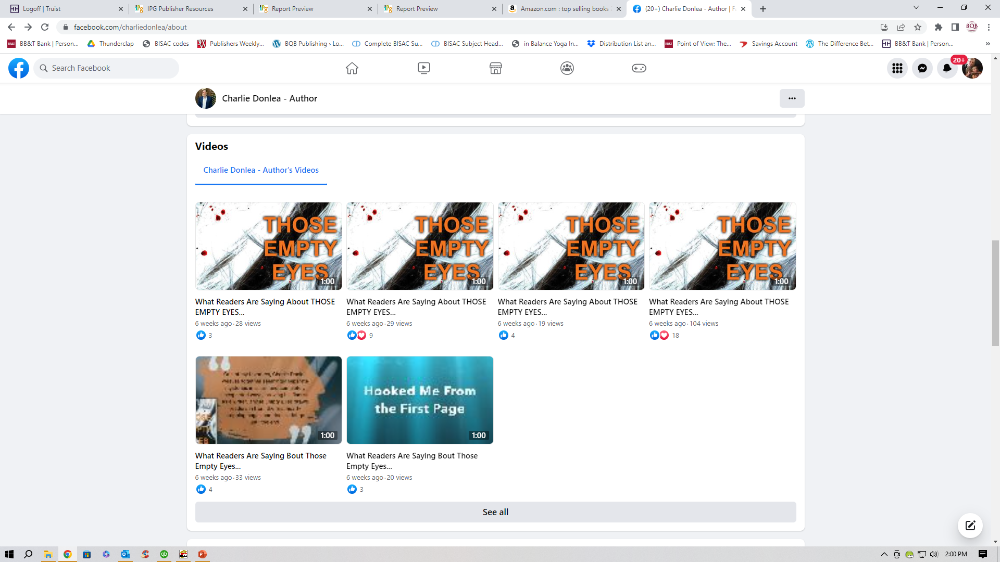 Logoff | Truist
IPG Publisher Resources
Report Preview
Report Preview
Amazon.com : top selling books
(20+) Charlie Donlea - Author | F
facebook.com/charliedonlea/about
BQB
BB&T Bank | Person...
Thunderclap
BISAC codes
Publishers Weekly...
BQB Publishing › Lo...
Complete BISAC Su...
BISAC Subject Head...
in Balance Yoga In...
Distribution List an...
Point of View: The...
Savings Account
The Difference Bet...
BB&T Bank | Person...
»
Search Facebook
20+
Charlie Donlea - Author
Videos
Charlie Donlea - Author's Videos
THOSE
EMPTY
EYES
1:00
THOSE
EMPTY
EYES
1:00
THOSE
EMPTY
EYES
1:00
THOSE
EMPTY
EYES
1:00
What Readers Are Saying About THOSE
EMPTY EYES...
6 weeks ago · 28 views
3
What Readers Are Saying About THOSE
EMPTY EYES...
6 weeks ago · 29 views
9
What Readers Are Saying About THOSE
EMPTY EYES...
6 weeks ago · 19 views
4
What Readers Are Saying About THOSE
EMPTY EYES...
6 weeks ago · 104 views
18
1:00
Hooked Me From
the First Page
1:00
What Readers Are Saying Bout Those
Empty Eyes...
6 weeks ago · 33 views
4
What Readers Are Saying Bout Those
Empty Eyes...
6 weeks ago · 20 views
3
See all
2:00 PM